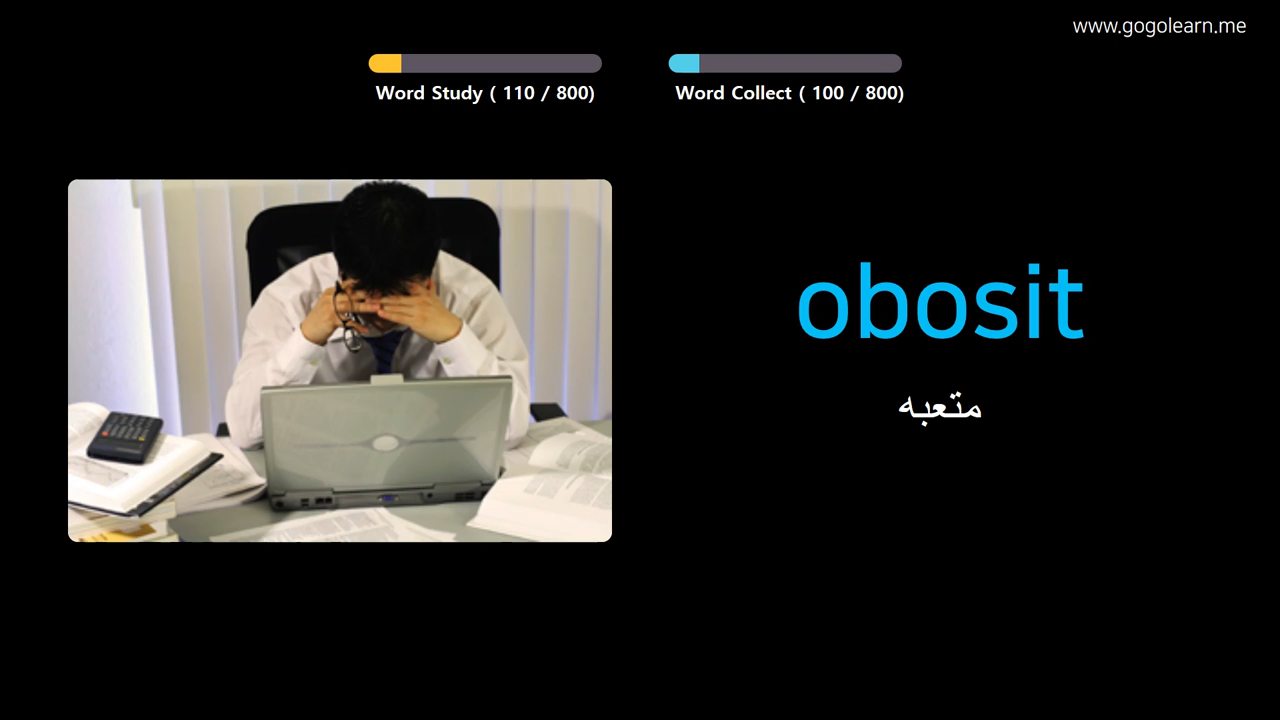 www.gogolearn.me
Word Study ( 110 / 800)
Word Collect ( 100 / 800)
obosit
متعبه